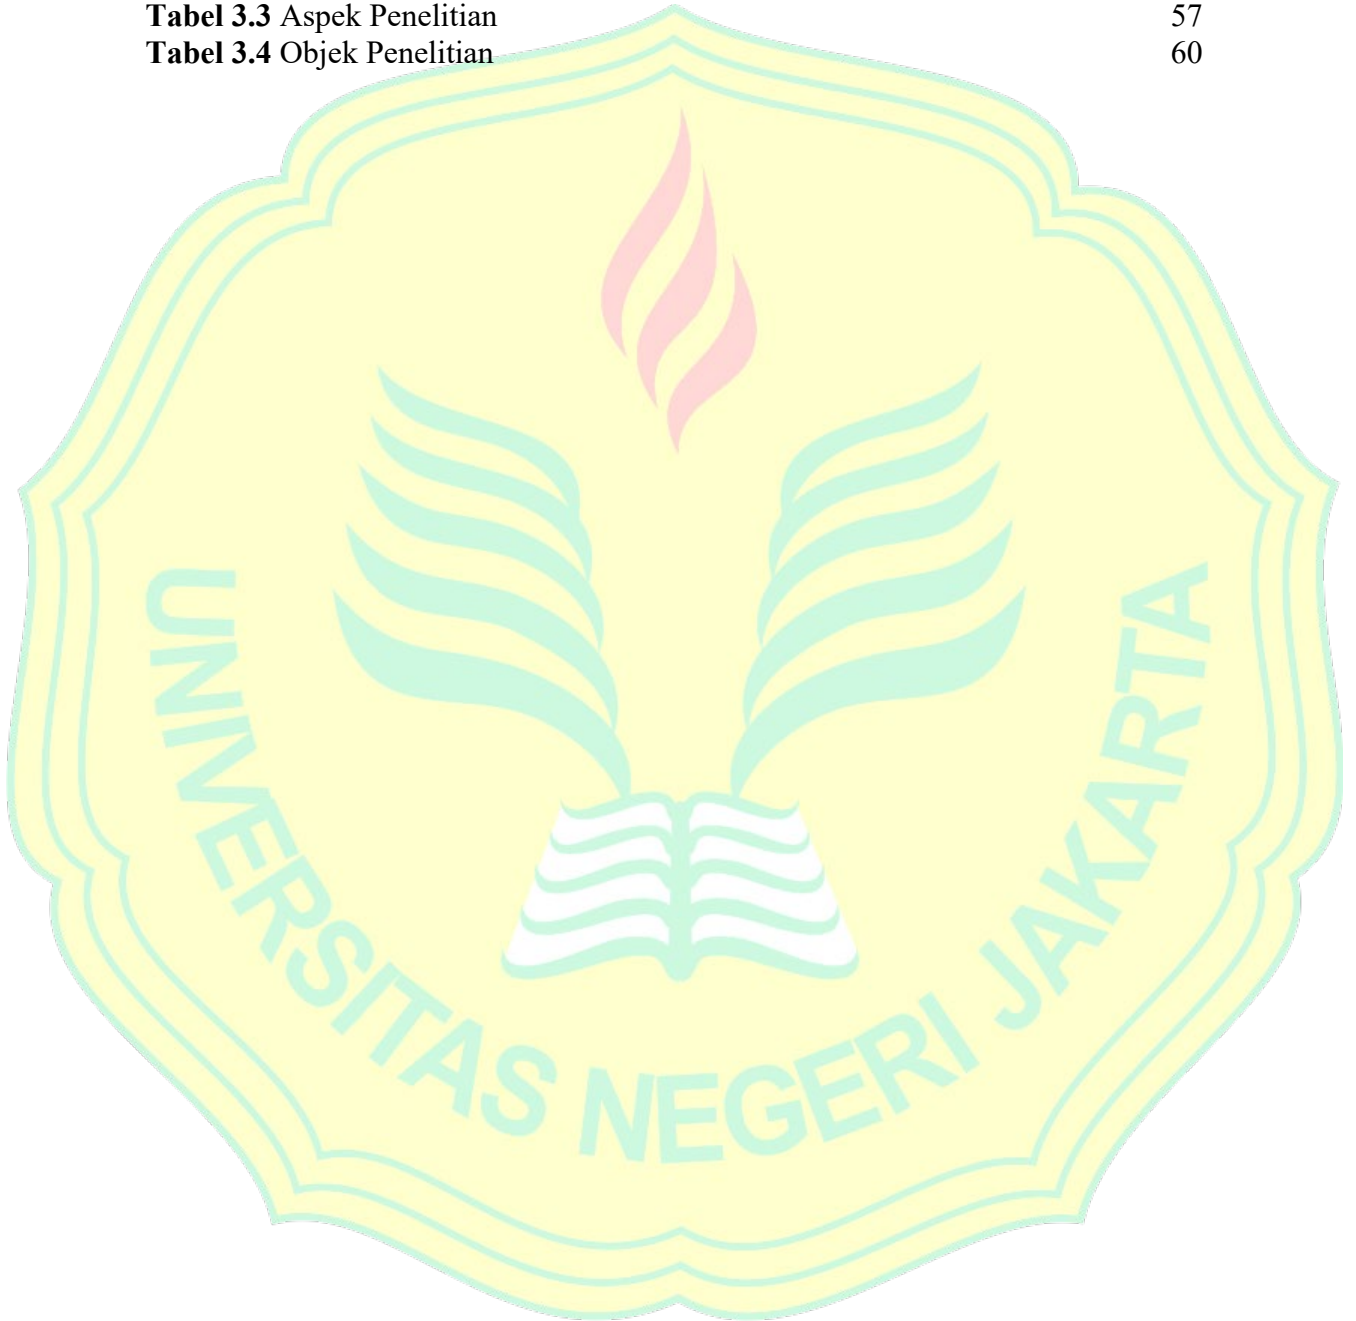 Tabel 3.3 Aspek Penelitian 57
Tabel 3.4 Objek Penelitian 60
UNIVERSITAS NEGERI JAKARTA